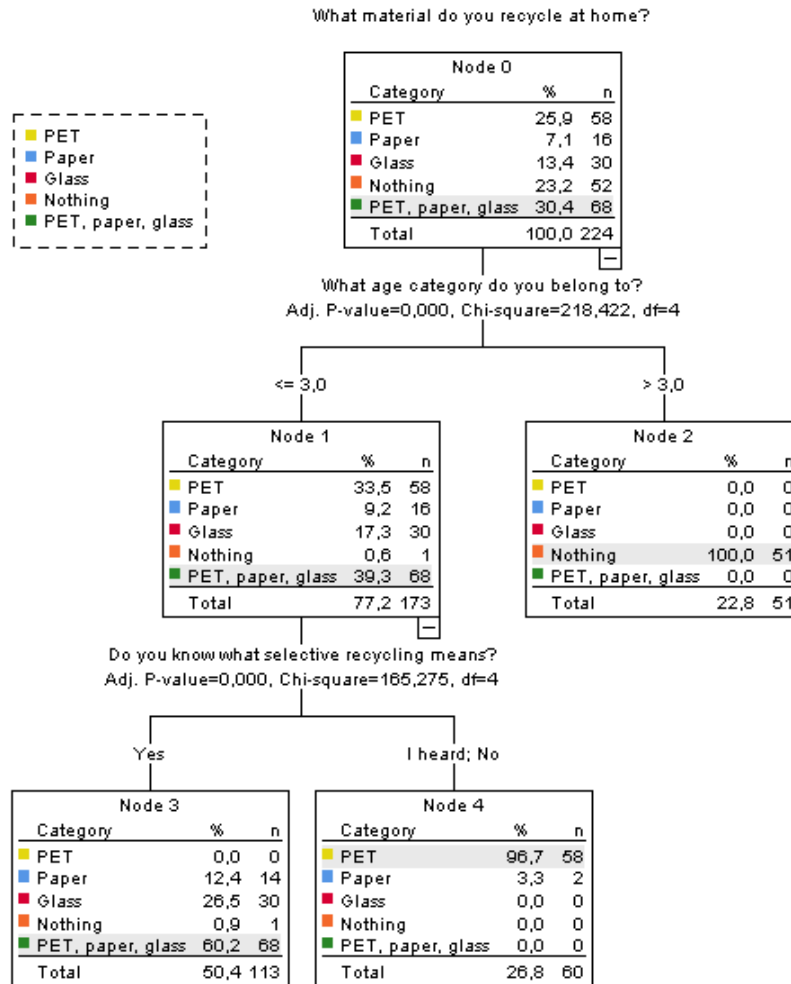 What material do you recycle at home?
PET
Paper
Glass
Nothing
PET, paper, glass
Node 0
Category % n
PET 25,9 58
Paper 7,1 16
Glass 13,4 30
Nothing 23,2 52
PET, paper, glass 30,4 68
Total 100,0 224
What age category do you belong to?
Adj. P-value=0,000, Chi-square=218,422, df=4
<= 3,0
> 3,0
Node 1
Category % n
PET 33,5 58
Paper 9,2 16
Glass 17,3 30
Nothing 0,6 1
PET, paper, glass 39,3 68
Total 77,2 173
Node 2
Category % n
PET 0,0 0
Paper 0,0 0
Glass 0,0 0
Nothing 100,0 51
PET, paper, glass 0,0 0
Total 22,8 51
Do you know what selective recycling means?
Adj. P-value=0,000, Chi-square=165,275, df=4
Yes
I heard; No
Node 3
Category % n
PET 0,0 0
Paper 12,4 14
Glass 26,5 30
Nothing 0,9 1
PET, paper, glass 60,2 68
Total 50,4 113
Node 4
Category % n
PET 96,7 58
Paper 3,3 2
Glass 0,0 0
Nothing 0,0 0
PET, paper, glass 0,0 0
Total 26,8 60